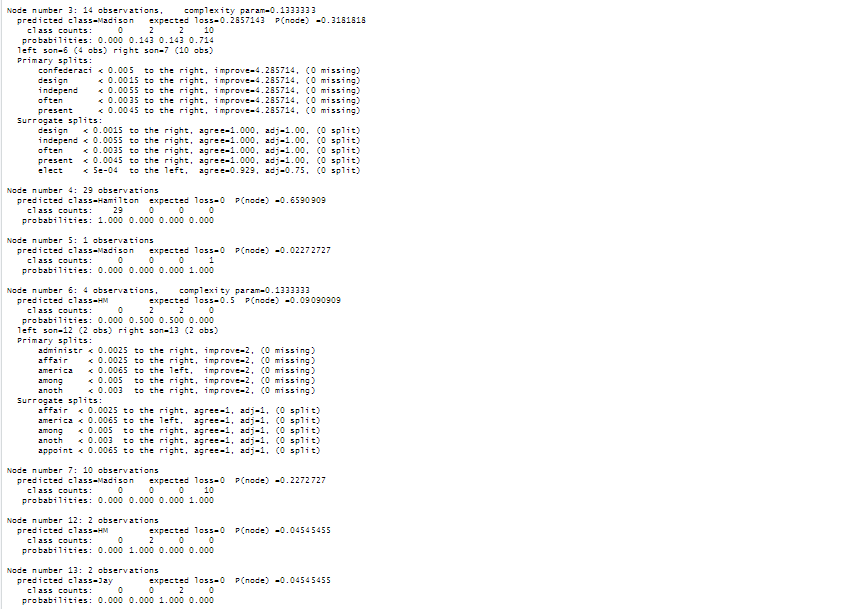 Node number 3: 14 observations,    complexity param=0.1333333
  predicted class=Madison   expected loss=0.2857143  P(node) =0.3181818
    class counts:     0     2     2    10
   probabilities: 0.000 0.143 0.143 0.714
  left son=6 (4 obs) right son=7 (10 obs)
  Primary splits:
      confederaci < 0.005  to the right, improve=4.285714, (0 missing)
      design      < 0.0015 to the right, improve=4.285714, (0 missing)
      independ    < 0.0055 to the right, improve=4.285714, (0 missing)
      often       < 0.0035 to the right, improve=4.285714, (0 missing)
      present     < 0.0045 to the right, improve=4.285714, (0 missing)
  Surrogate splits:
      design   < 0.0015 to the right, agree=1.000, adj=1.00, (0 split)
      independ < 0.0055 to the right, agree=1.000, adj=1.00, (0 split)
      often    < 0.0035 to the right, agree=1.000, adj=1.00, (0 split)
      present  < 0.0045 to the right, agree=1.000, adj=1.00, (0 split)
      elect    < 5e-04  to the left,  agree=0.929, adj=0.75, (0 split)
Node number 4: 29 observations
  predicted class=Hamilton  expected loss=0  P(node) =0.6590909
    class counts:    29     0     0     0
   probabilities: 1.000 0.000 0.000 0.000
Node number 5: 1 observations
  predicted class=Madison   expected loss=0  P(node) =0.02272727
    class counts:     0     0     0     1
   probabilities: 0.000 0.000 0.000 1.000
Node number 6: 4 observations,    complexity param=0.1333333
  predicted class=HM        expected loss=0.5  P(node) =0.09090909
    class counts:     0     2     2     0
   probabilities: 0.000 0.500 0.500 0.000
  left son=12 (2 obs) right son=13 (2 obs)
  Primary splits:
      administr < 0.0025 to the right, improve=2, (0 missing)
      affair    < 0.0025 to the right, improve=2, (0 missing)
      america   < 0.0065 to the left,  improve=2, (0 missing)
      among     < 0.005  to the right, improve=2, (0 missing)
      anoth     < 0.003  to the right, improve=2, (0 missing)
  Surrogate splits:
      affair  < 0.0025 to the right, agree=1, adj=1, (0 split)
      america < 0.0065 to the left,  agree=1, adj=1, (0 split)
      among   < 0.005  to the right, agree=1, adj=1, (0 split)
      anoth   < 0.003  to the right, agree=1, adj=1, (0 split)
      appoint < 0.0065 to the right, agree=1, adj=1, (0 split)
Node number 7: 10 observations
  predicted class=Madison   expected loss=0  P(node) =0.2272727
    class counts:     0     0     0    10
   probabilities: 0.000 0.000 0.000 1.000
Node number 12: 2 observations
  predicted class=HM        expected loss=0  P(node) =0.04545455
    class counts:     0     2     0     0
   probabilities: 0.000 1.000 0.000 0.000
Node number 13: 2 observations
  predicted class=Jay       expected loss=0  P(node) =0.04545455
    class counts:     0     0     2     0
   probabilities: 0.000 0.000 1.000 0.000